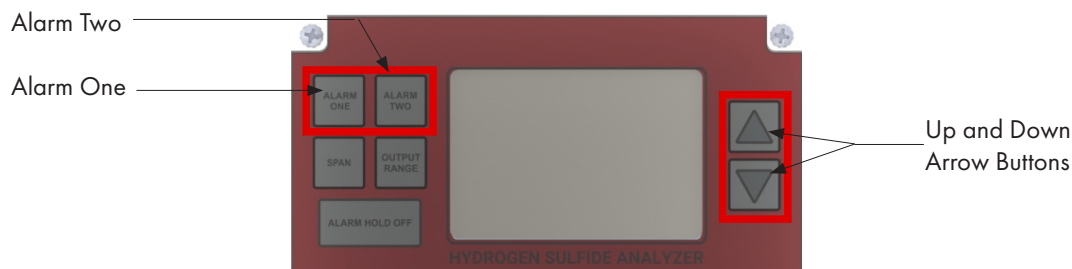 Alarm Two
Alarm One
ALARM
ONE
ALARM
TWO
SPAN
OUTPUT
RANGE
ALARM HOLD OFF
HYDROGEN SULFIDE ANALYZER
Up and Down
Arrow Buttons